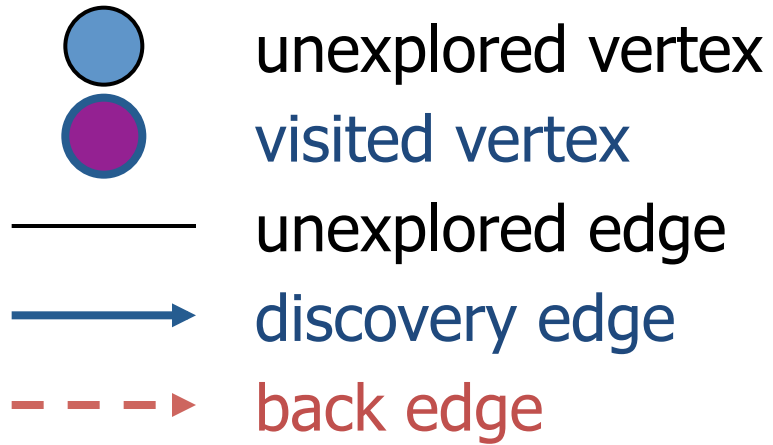 unexplored vertex
visited vertex
unexplored edge
discovery edge
back edge